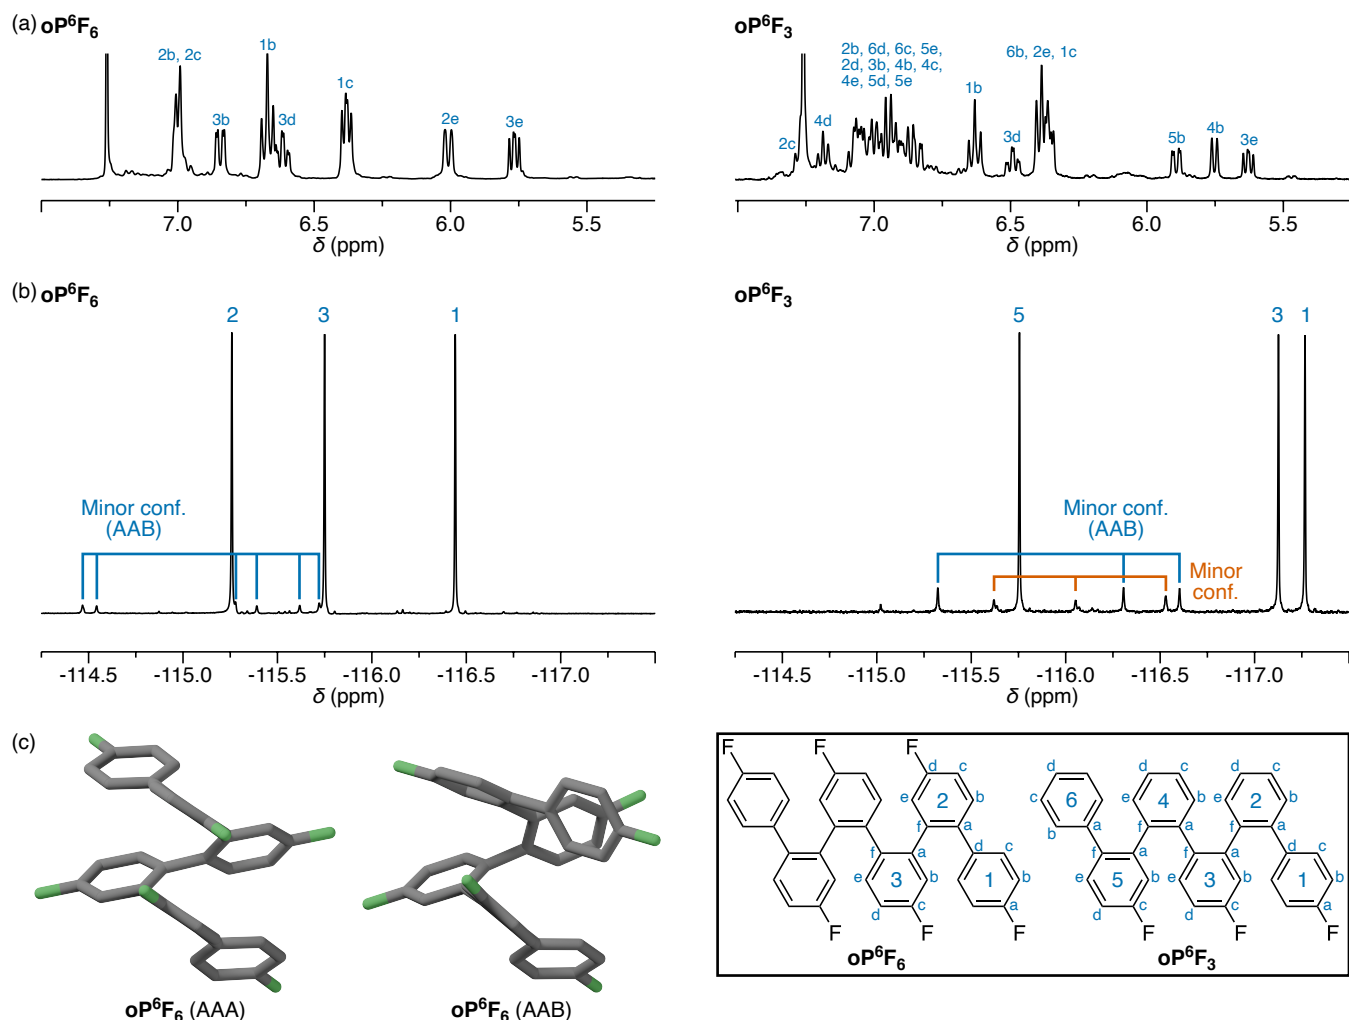 (a) oP⁶F₆
2b, 2c
3b
1b
3d
1c
2e
3e
7.0 6.5 6.0 5.5
δ (ppm)
oP⁶F₃
2b, 6d, 6c, 5e,
2d, 3b, 4b, 4c,
4e, 5d, 5e
2c
4d
1b
3d
6b, 2e, 1c
5b
4b
3e
7.0 6.5 6.0 5.5
δ (ppm)
(b) oP⁶F₆
2 3 1
Minor conf.
(AAB)
-114.5 -115.0 -115.5 -116.0 -116.5 -117.0
δ (ppm)
oP⁶F₃
5 3 1
Minor conf.
(AAB)
Minor
conf.
-114.5 -115.0 -115.5 -116.0 -116.5 -117.0
δ (ppm)
(c)
oP⁶F₆ (AAA)
oP⁶F₆ (AAB)
F F F
d c
e 2 b
f a
f a d c
e 3 b 1 b
d c a
F F F
oP⁶F₆
d d c d c
c 6 e 4 b e 2 b
b a f a f a
f a f a d c
e 5 b e 3 b 1 b
d c d c a
F F F
oP⁶F₃